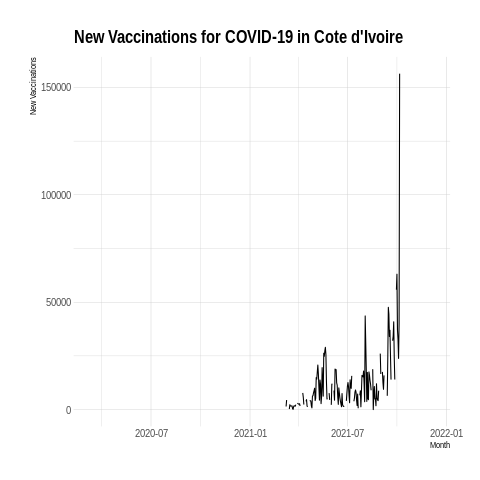 New Vaccinations for COVID-19 in Cote d'Ivoire
New Vaccinations
150000
100000
50000
0
2020-07 2021-01 2021-07 2022-01
Month